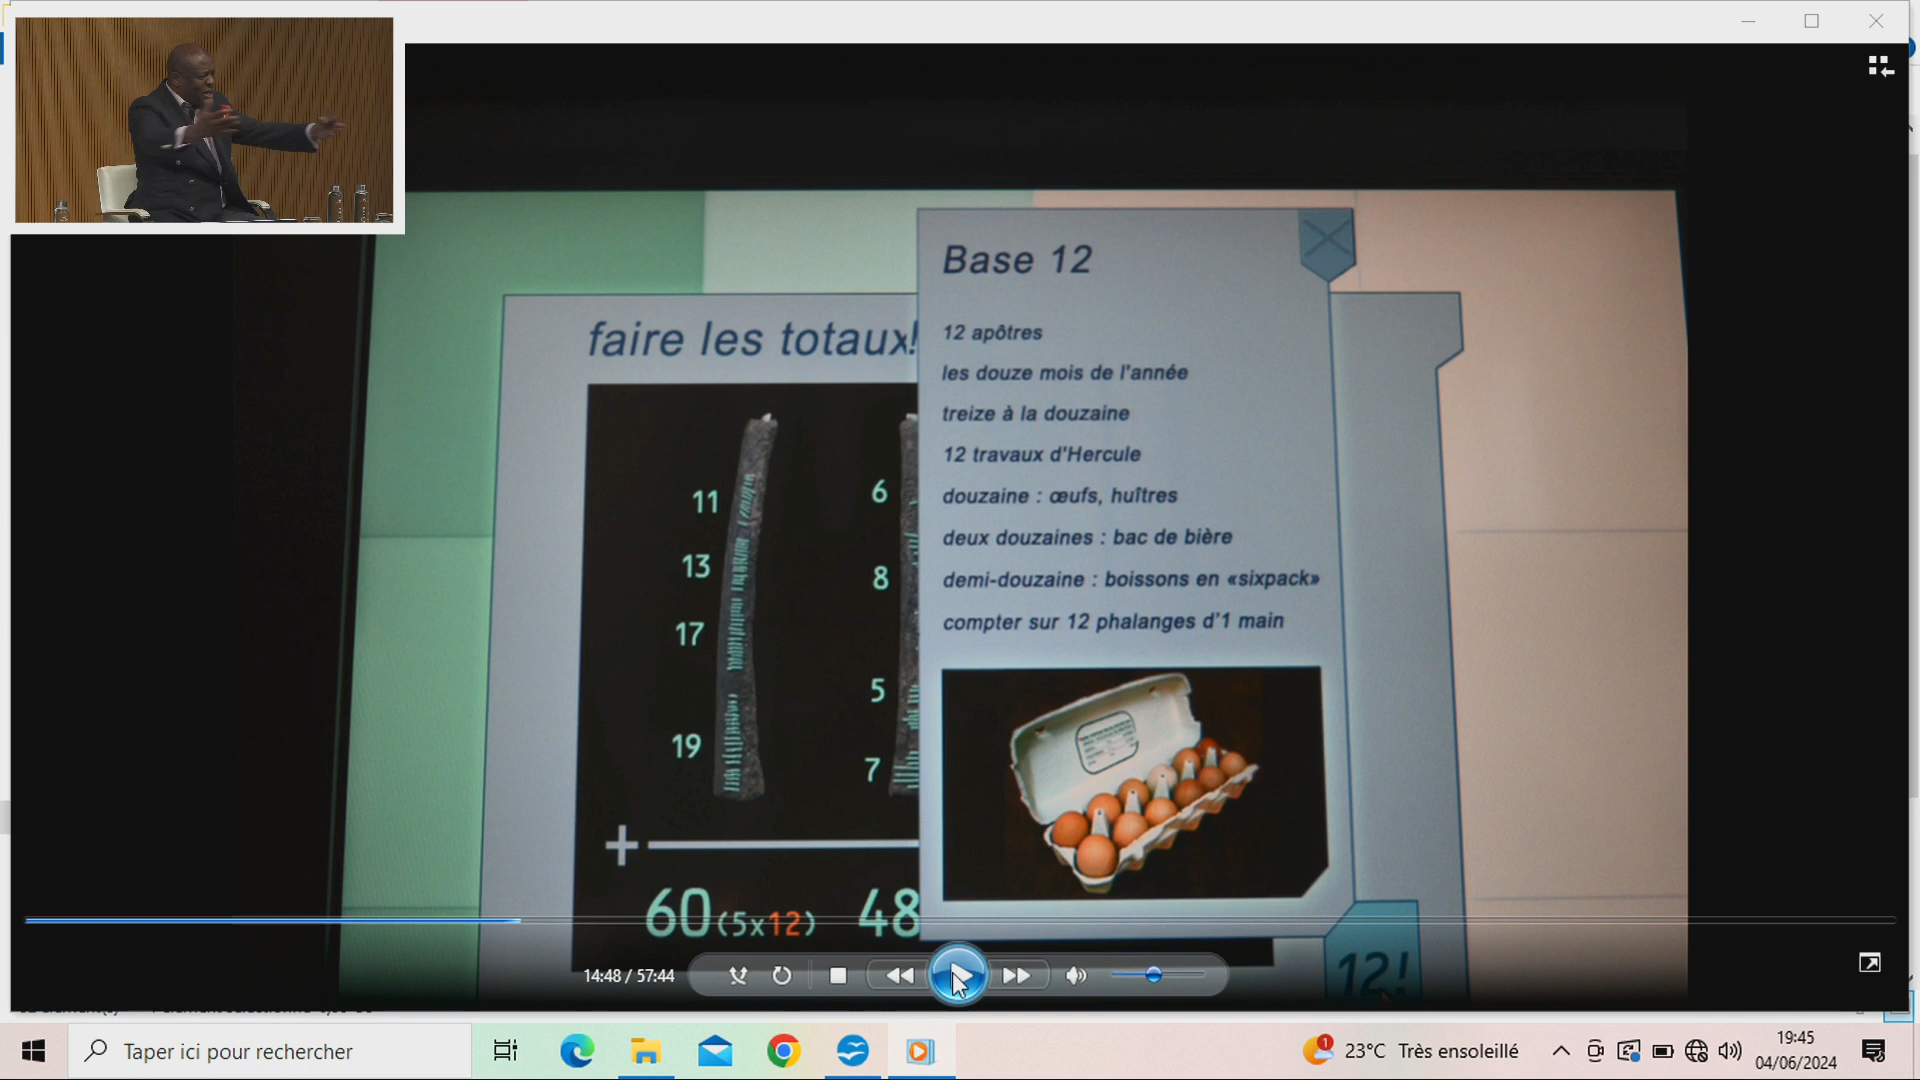 Base 12
12 apôtres
les douze mois de l'année
treize à la douzaine
12 travaux d'Hercule
douzaine : œufs, huîtres
deux douzaines : bac de bière
demi-douzaine : boissons en «sixpack»
compter sur 12 phalanges d'1 main
12!
faire les totaux!
11
13
17
19
+
60 (5x12)
6
8
5
7
48
14:48 / 57:44
Taper ici pour rechercher
1
23°C Très ensoleillé
19:45
04/06/2024